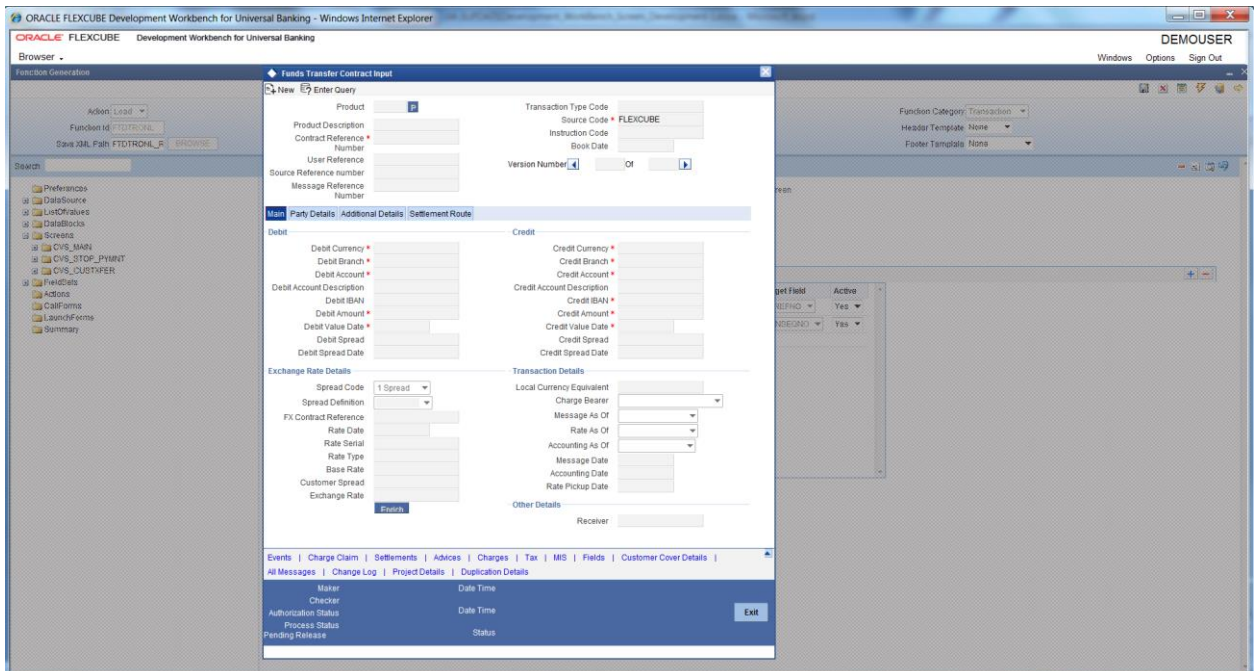 ORACLE FLEXCUBE Development Workbench for Universal Banking - Windows Internet Explorer
ORACLE FLEXCUBE Development Workbench for Universal Banking DEMOUSER
Browser Windows Options Sign Out
Function Generation
Action Load
Function Id FTDTRONL
Save XML Path FTDTRONL_R BROWSE
Function Category Transaction
Header Template None
Footer Template None
Search
Preferences
DataSource
ListOfValues
DataBlocks
Screens
CVS_MAIN
CVS_STOP_PYMNT
CVS_CUSTXFER
FieldSets
Actions
CallForms
LaunchForms
Summary
Funds Transfer Contract Input
New Enter Query
Product P
Product Description
Contract Reference *
Number
User Reference
Source Reference number
Message Reference
Number
Transaction Type Code
Source Code * FLEXCUBE
Instruction Code
Book Date
Version Number Of
Main Party Details Additional Details Settlement Route
Debit
Debit Currency *
Debit Branch *
Debit Account *
Debit Account Description
Debit IBAN
Debit Amount *
Debit Value Date *
Debit Spread
Debit Spread Date
Credit
Credit Currency *
Credit Branch *
Credit Account *
Credit Account Description
Credit IBAN *
Credit Amount *
Credit Value Date *
Credit Spread
Credit Spread Date
Exchange Rate Details
Spread Code 1 Spread
Spread Definition
FX Contract Reference
Rate Date
Rate Serial
Rate Type
Base Rate
Customer Spread
Exchange Rate
Enrich
Transaction Details
Local Currency Equivalent
Charge Bearer
Message As Of
Rate As Of
Accounting As Of
Message Date
Accounting Date
Rate Pickup Date
Other Details
Receiver
Events | Charge Claim | Settlements | Advices | Charges | Tax | MIS | Fields | Customer Cover Details |
All Messages | Change Log | Project Details | Duplication Details
Maker Date Time
Checker
Authorization Status Date Time
Process Status
Pending Release Status
Exit
reen
get Field Active
REFNO Yes
NSEQNO Yes